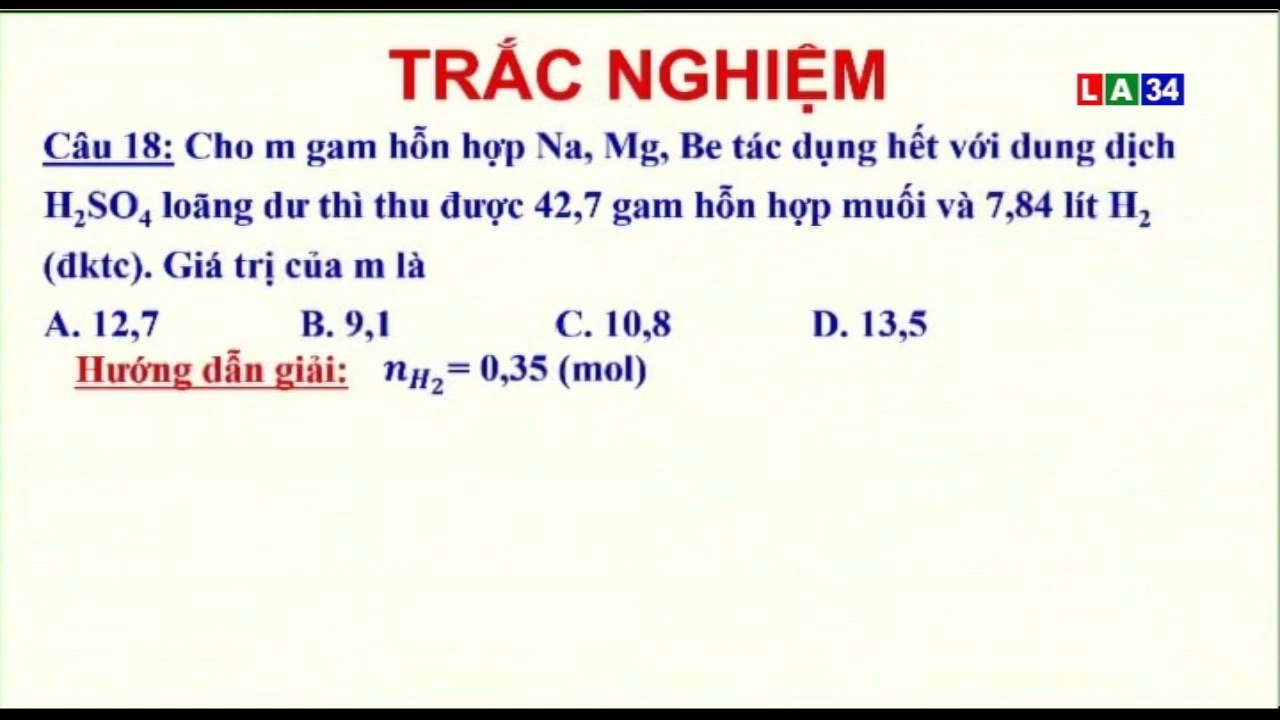 TRẮC NGHIỆM
LA34
Câu 18: Cho m gam hỗn hợp Na, Mg, Be tác dụng hết với dung dịch
H₂SO₄ loãng dư thì thu được 42,7 gam hỗn hợp muối và 7,84 lít H₂
(đktc). Giá trị của m là
A. 12,7 B. 9,1 C. 10,8 D. 13,5
Hướng dẫn giải: n_{H₂} = 0,35 (mol)